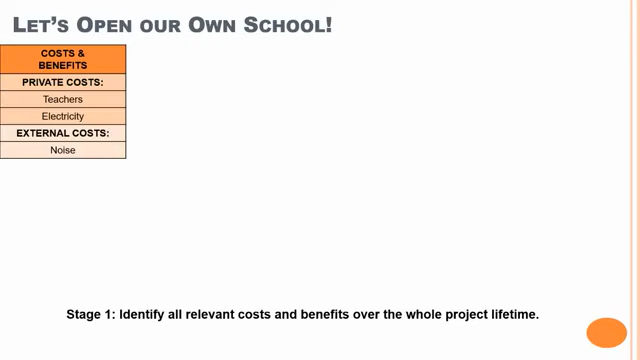 LET'S OPEN OUR OWN SCHOOL!
COSTS &
BENEFITS
PRIVATE COSTS:
Teachers
Electricity
EXTERNAL COSTS:
Noise
Stage 1: Identify all relevant costs and benefits over the whole project lifetime.